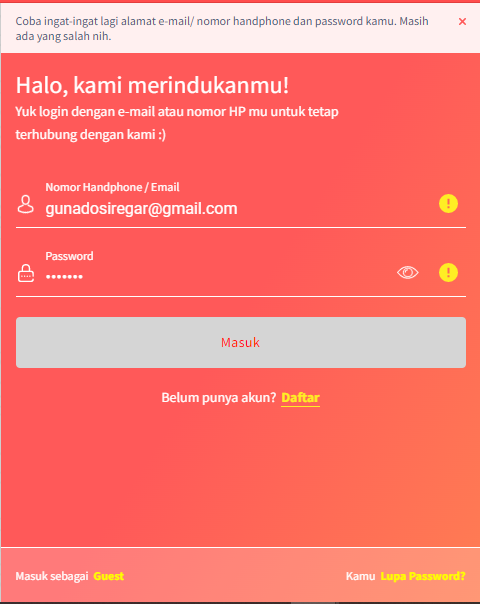 Coba ingat-ingat lagi alamat e-mail/ nomor handphone dan password kamu. Masih
ada yang salah nih.
Halo, kami merindukanmu!
Yuk login dengan e-mail atau nomor HP mu untuk tetap
terhubung dengan kami :)
Nomor Handphone / Email
gunadosiregar@gmail.com
Password
•••••••
Masuk
Belum punya akun? Daftar
Masuk sebagai Guest
Kamu Lupa Password?